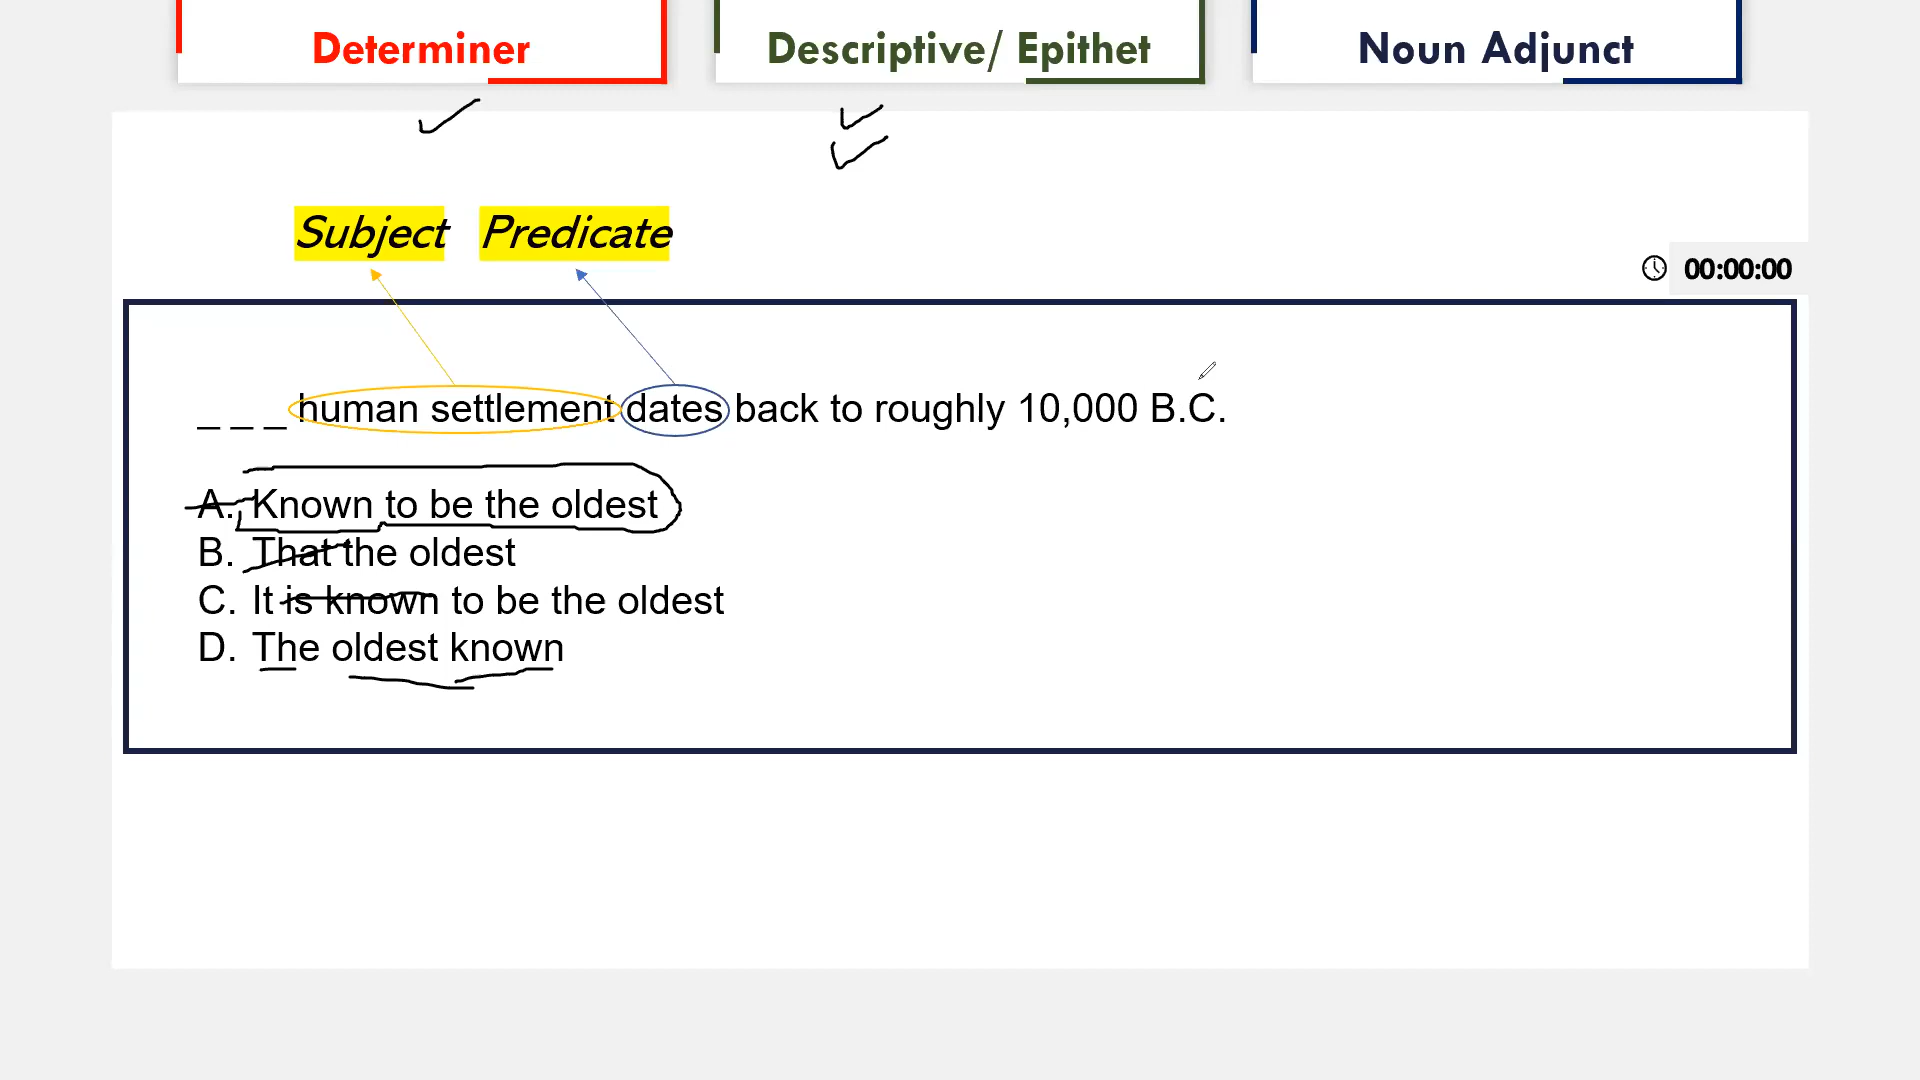 Determiner
Descriptive/ Epithet
Noun Adjunct
Subject Predicate
00:00:00
_ _ _ human settlement dates back to roughly 10,000 B.C.
A. Known to be the oldest
B. That the oldest
C. It is known to be the oldest
D. The oldest known